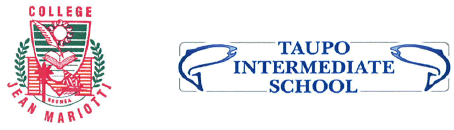 COLLEGE
JEAN MARIOTTI
TAUPO
INTERMEDIATE
SCHOOL